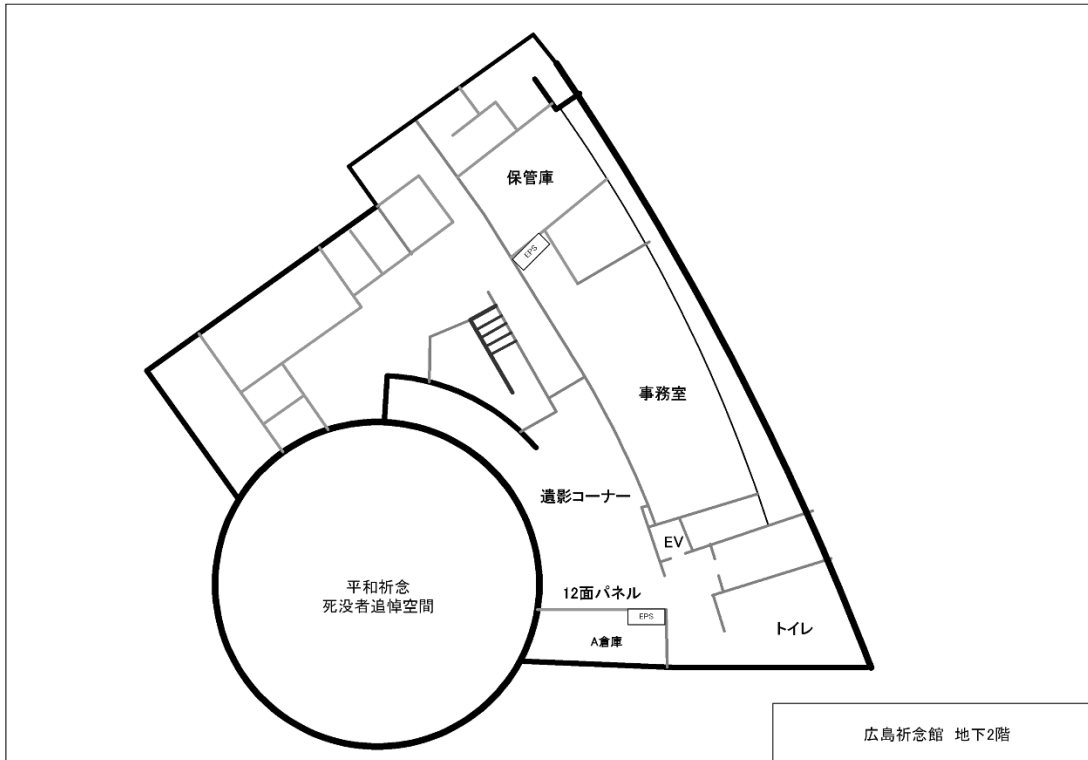 保管庫
EPS
事務室
遺影コーナー
EV
平和祈念
死没者追悼空間
12面パネル
EPS
A倉庫
トイレ
広島祈念館 地下2階